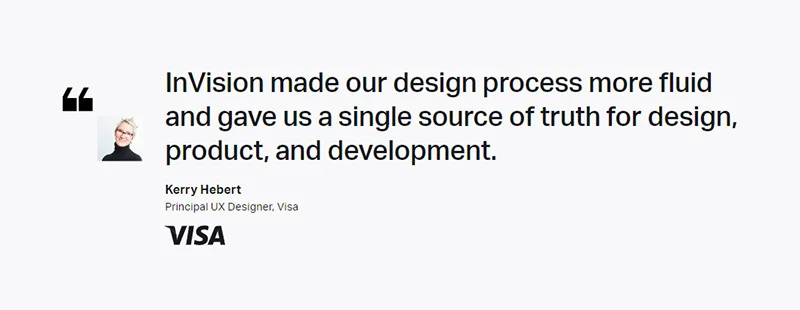 InVision made our design process more fluid
and gave us a single source of truth for design,
product, and development.
Kerry Hebert
Principal UX Designer, Visa
VISA